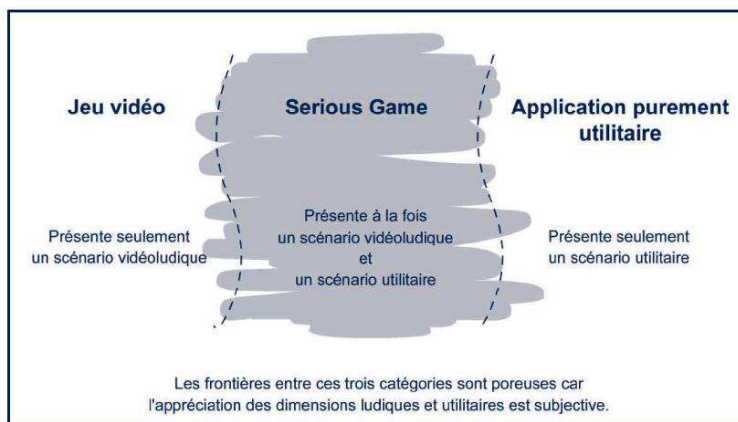 Jeu vidéo
Serious Game
Application purement
utilitaire
Présente seulement
un scénario vidéoludique
Présente à la fois
un scénario vidéoludique
et
un scénario utilitaire
Présente seulement
un scénario utilitaire
Les frontières entre ces trois catégories sont poreuses car
l'appréciation des dimensions ludiques et utilitaires est subjective.